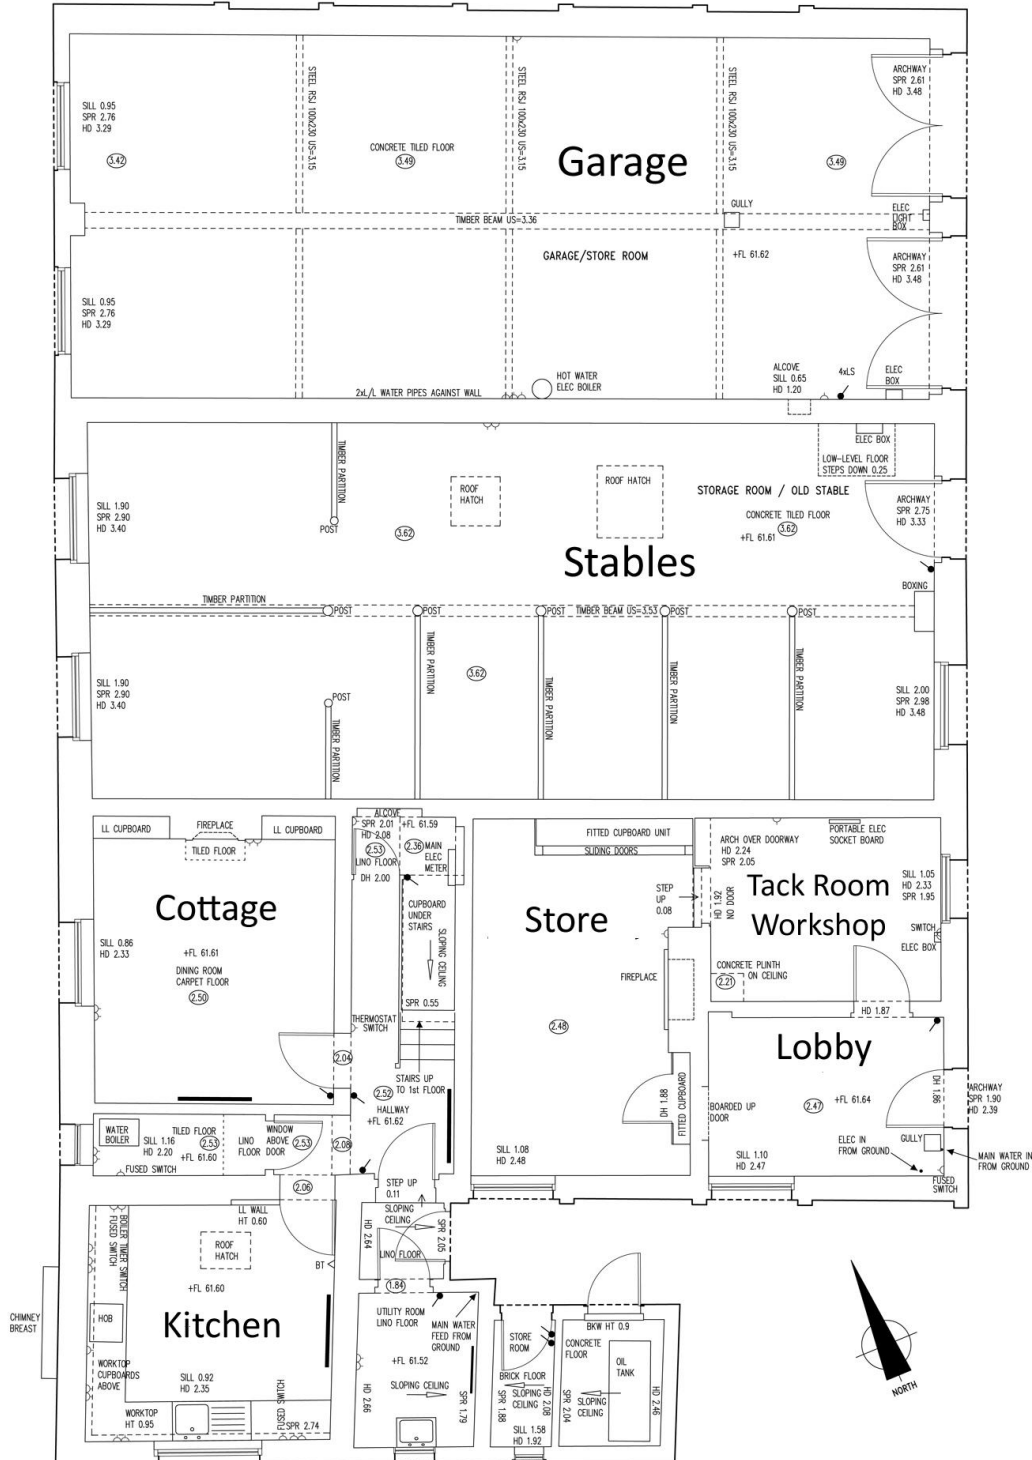 SILL 0.95
SPR 2.76
HD 3.29
3.42
STEEL RSJ 100x230 US=3.15
CONCRETE TILED FLOOR
3.49
STEEL RSJ 100x230 US=3.15
Garage
STEEL RSJ 100x230 US=3.15
3.49
ARCHWAY
SPR 2.61
HD 3.48
GULLY
ELEC
LIGHT
BOX
TIMBER BEAM US=3.36
GARAGE/STORE ROOM
+FL 61.62
ARCHWAY
SPR 2.61
HD 3.48
SILL 0.95
SPR 2.76
HD 3.29
2xL/L WATER PIPES AGAINST WALL
HOT WATER
ELEC BOILER
ALCOVE
SILL 0.65
HD 1.20
4xLS
ELEC
BOX
ELEC BOX
LOW-LEVEL FLOOR
STEPS DOWN 0.25
TIMBER PARTITION
ROOF
HATCH
ROOF HATCH
STORAGE ROOM / OLD STABLE
CONCRETE TILED FLOOR
3.62
+FL 61.61
ARCHWAY
SPR 2.75
HD 3.33
SILL 1.90
SPR 2.90
HD 3.40
POST
3.62
Stables
BOXING
TIMBER PARTITION
POST
POST
POST
TIMBER BEAM US=3.53
POST
POST
TIMBER PARTITION
TIMBER PARTITION
TIMBER PARTITION
TIMBER PARTITION
3.62
SILL 1.90
SPR 2.90
HD 3.40
POST
TIMBER PARTITION
SILL 2.00
SPR 2.98
HD 3.48
LL CUPBOARD
FIREPLACE
LL CUPBOARD
TILED FLOOR
ALCOVE
SPR 2.01
HD 2.08
2.53
LINO FLOOR
DH 2.00
+FL 61.59
2.36
MAIN
ELEC
METER
FITTED CUPBOARD UNIT
SLIDING DOORS
ARCH OVER DOORWAY
HD 2.24
SPR 2.05
PORTABLE ELEC
SOCKET BOARD
Cottage
CUPBOARD
UNDER
STAIRS
SLOPING CEILING
SPR 0.55
Store
STEP
UP
0.08
HD 1.92
NO DOOR
Tack Room
Workshop
SILL 1.05
HD 2.33
SPR 1.95
SWITCH
ELEC BOX
SILL 0.86
HD 2.33
+FL 61.61
DINING ROOM
CARPET FLOOR
2.50
FIREPLACE
CONCRETE PLINTH
ON CEILING
2.21
THERMOSTAT
SWITCH
2.48
HD 1.87
Lobby
2.04
STAIRS UP
TO 1st FLOOR
2.52
HALLWAY
+FL 61.62
DH 1.88
FITTED CUPBOARD
BOARDED UP
DOOR
2.47
+FL 61.64
DH 1.86
ARCHWAY
SPR 1.90
HD 2.39
WATER
BOILER
SILL 1.16
HD 2.20
TILED FLOOR
2.53
+FL 61.60
LINO
FLOOR
WINDOW
ABOVE
DOOR
2.53
2.08
FUSED SWITCH
SILL 1.08
HD 2.48
SILL 1.10
HD 2.47
ELEC IN
FROM GROUND
GULLY
FUSED
SWITCH
MAIN WATER IN
FROM GROUND
2.06
STEP UP
0.11
LL WALL
HT 0.60
SLOPING
CEILING
HD 2.64
SPR 2.05
LINO FLOOR
BOILER TIMER SWITCH
FUSED SWITCH
ROOF
HATCH
BT
+FL 61.60
1.84
CHIMNEY
BREAST
HOB
Kitchen
UTILITY ROOM
LINO FLOOR
MAIN WATER
FEED FROM
GROUND
+FL 61.52
STORE
ROOM
BKW HT 0.9
CONCRETE
FLOOR
OIL
TANK
WORKTOP
CUPBOARDS
ABOVE
SILL 0.92
HD 2.35
SLOPING CEILING
HD 2.66
SPR 1.79
BRICK FLOOR
SLOPING
CEILING
SPR 1.88
HD 2.08
SPR 2.04
SLOPING
CEILING
HD 2.46
WORKTOP
HT 0.95
FUSED SWITCH
SPR 2.74
SILL 1.58
HD 1.92
NORTH